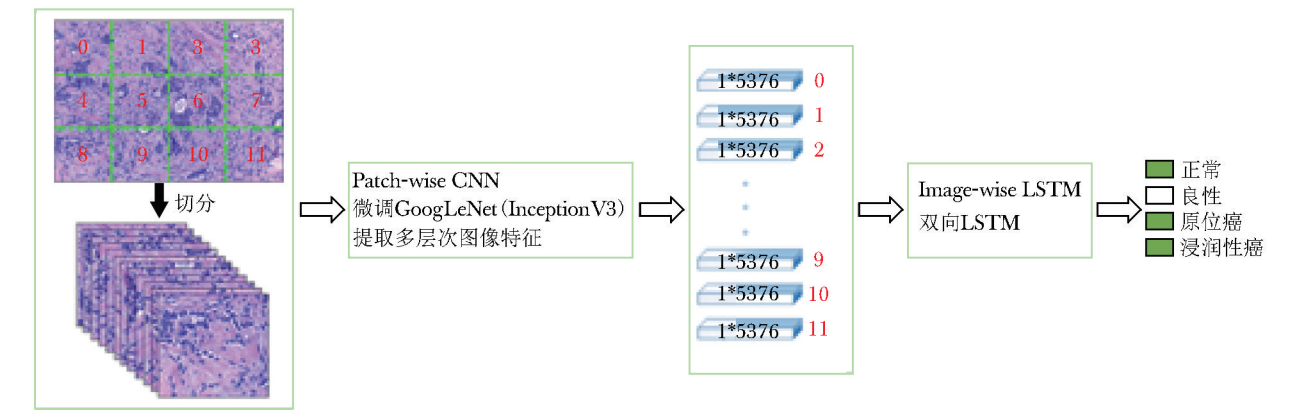 0 1 3 3
4 5 6 7
8 9 10 11
切分
Patch-wise CNN
微调GoogLeNet(InceptionV3)
提取多层次图像特征
1*5376 0
1*5376 1
1*5376 2
1*5376 9
1*5376 10
1*5376 11
Image-wise LSTM
双向LSTM
正常
良性
原位癌
浸润性癌